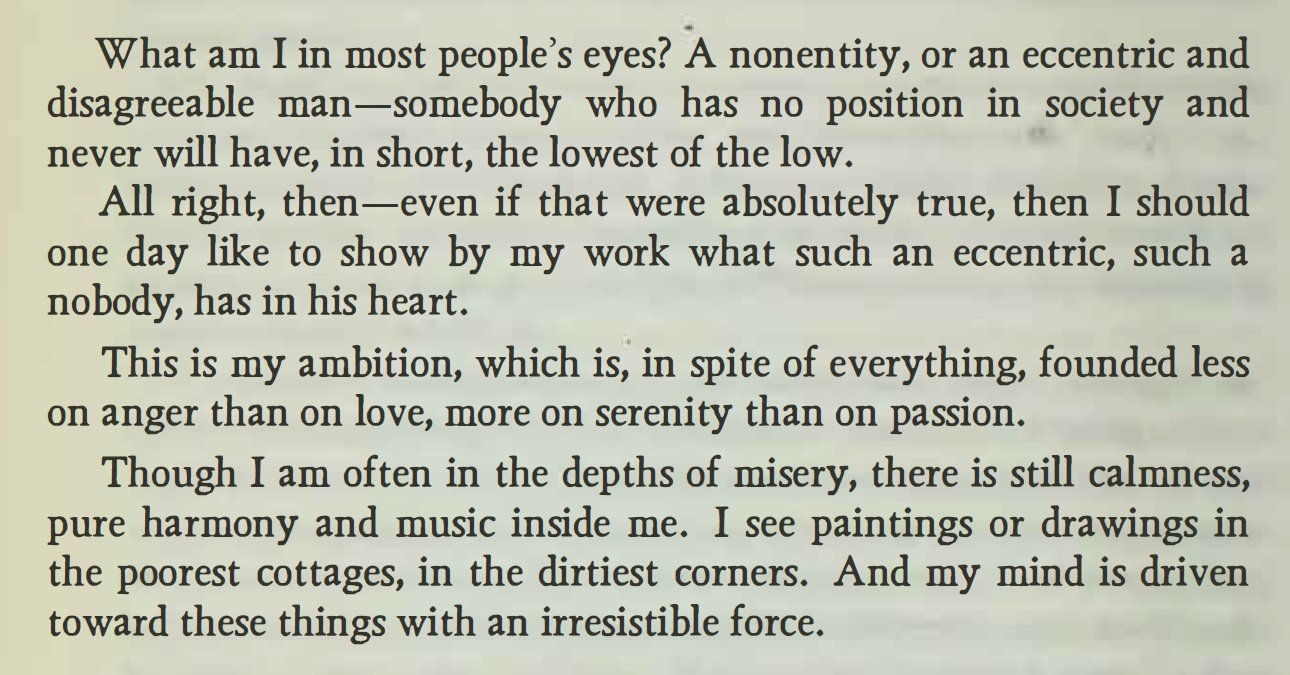 What am I in most people’s eyes? A nonentity, or an eccentric and
disagreeable man—somebody who has no position in society and
never will have, in short, the lowest of the low.
All right, then—even if that were absolutely true, then I should
one day like to show by my work what such an eccentric, such a
nobody, has in his heart.
This is my ambition, which is, in spite of everything, founded less
on anger than on love, more on serenity than on passion.
Though I am often in the depths of misery, there is still calmness,
pure harmony and music inside me. I see paintings or drawings in
the poorest cottages, in the dirtiest corners. And my mind is driven
toward these things with an irresistible force.